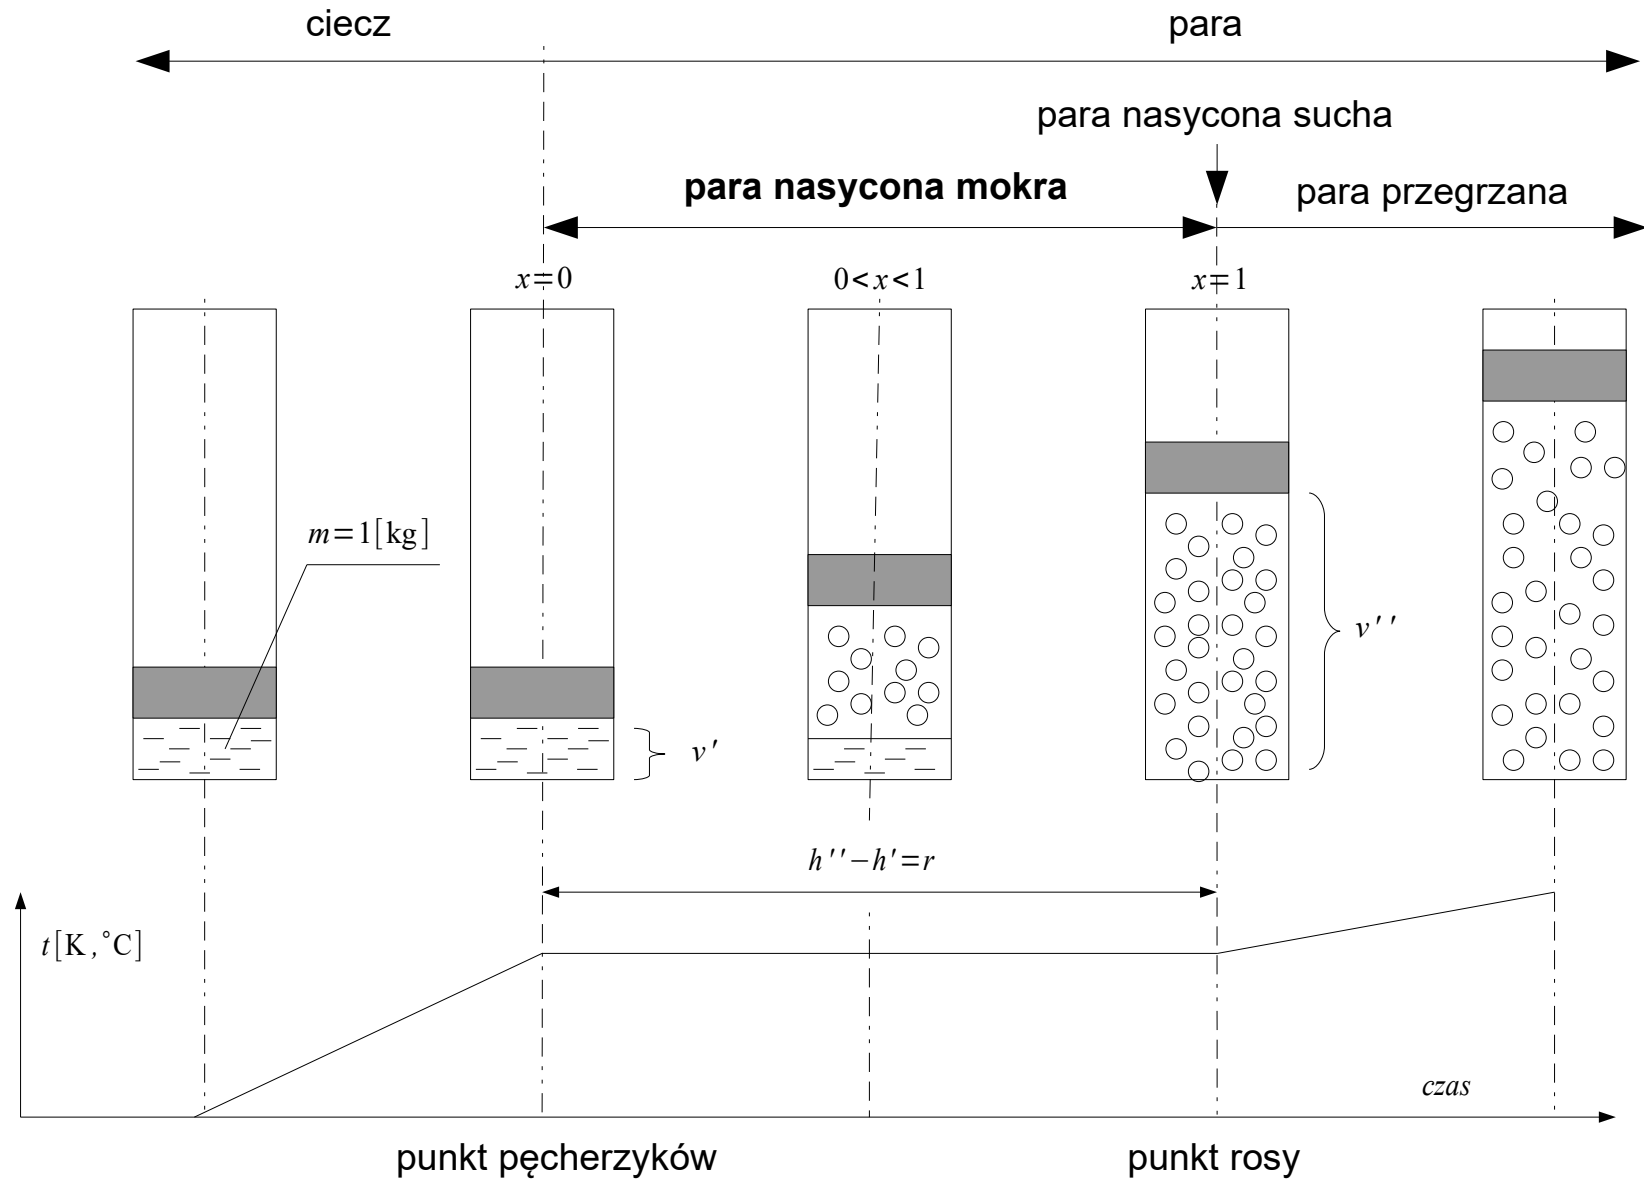 ciecz
para
para nasycona sucha
para nasycona mokra
para przegrzana
x=0
0<x<1
x=1
m=1[kg]
v''
v'
h''−h'=r
t[K,°C]
czas
punkt pęcherzyków
punkt rosy